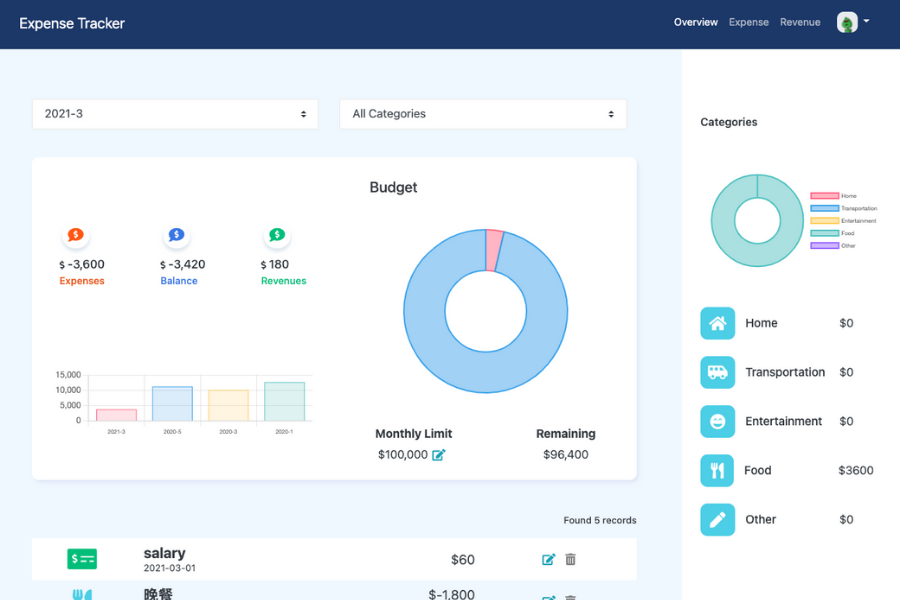 Expense Tracker
Overview Expense Revenue
2021-3
All Categories
Categories
Budget
$ -3,600
Expenses
$ -3,420
Balance
$ 180
Revenues
Home
Transportation
Entertainment
Food
Other
15,000
10,000
5,000
0
2021-3
2020-5
2020-3
2020-1
Monthly Limit
$100,000
Remaining
$96,400
Home $0
Transportation $0
Entertainment $0
Food $3600
Other $0
Found 5 records
salary
2021-03-01
$60
晚餐
$-1,800